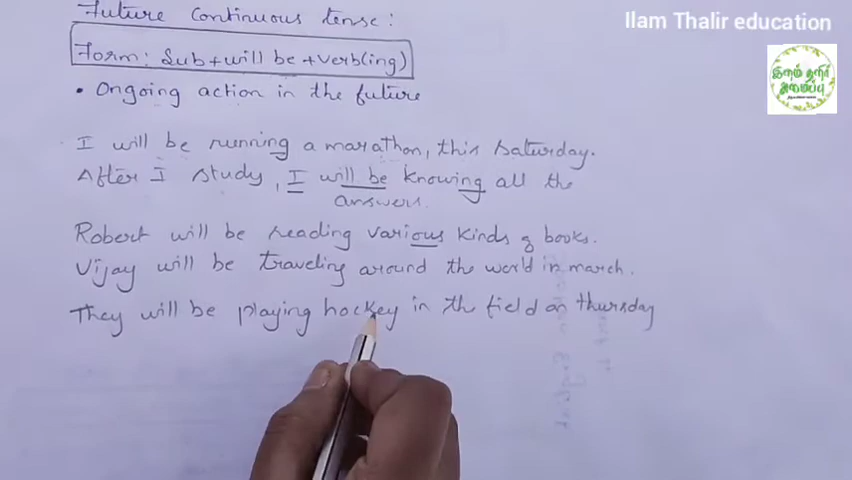 Future Continuous tense:
Ilam Thalir education
Form: Sub+will be +verb(ing)
இளம் தளிர்
அமைப்பு
• Ongoing action in the future
I will be running a marathon, this saturday.
After I study, I will be knowing all the
answers.
Robert will be reading various kinds of books.
Vijay will be traveling around the world in march.
They will be playing hockey in the field on thursday